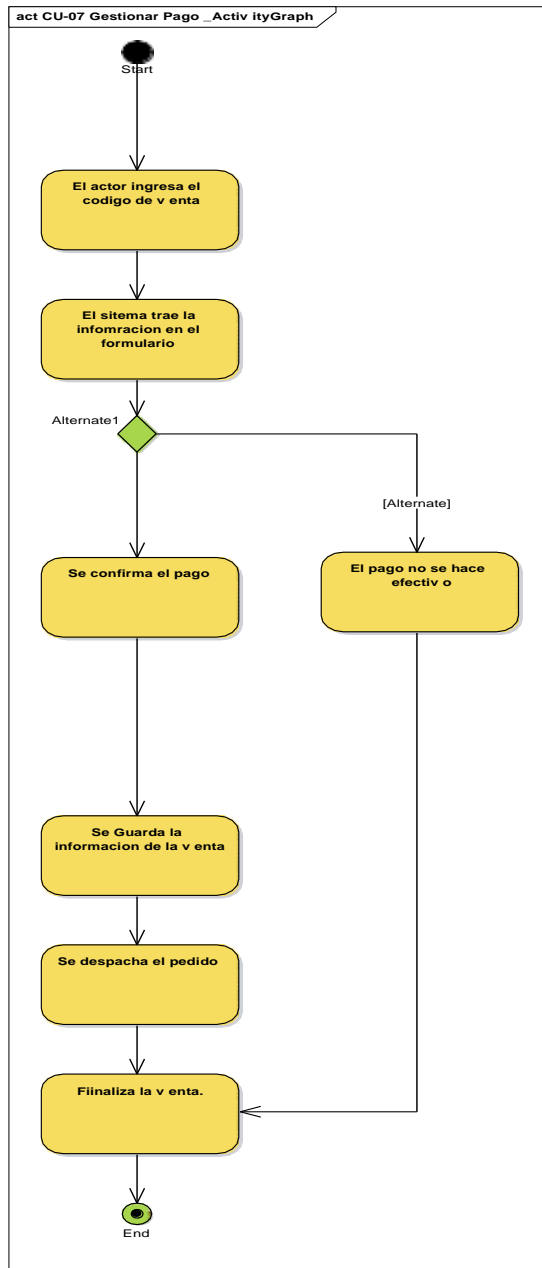 act CU-07 Gestionar Pago _Activ ityGraph
Start
El actor ingresa el
codigo de v enta
El sitema trae la
infomracion en el
formulario
Alternate1
[Alternate]
Se confirma el pago
El pago no se hace
efectiv o
Se Guarda la
informacion de la v enta
Se despacha el pedido
Fiinaliza la v enta.
End